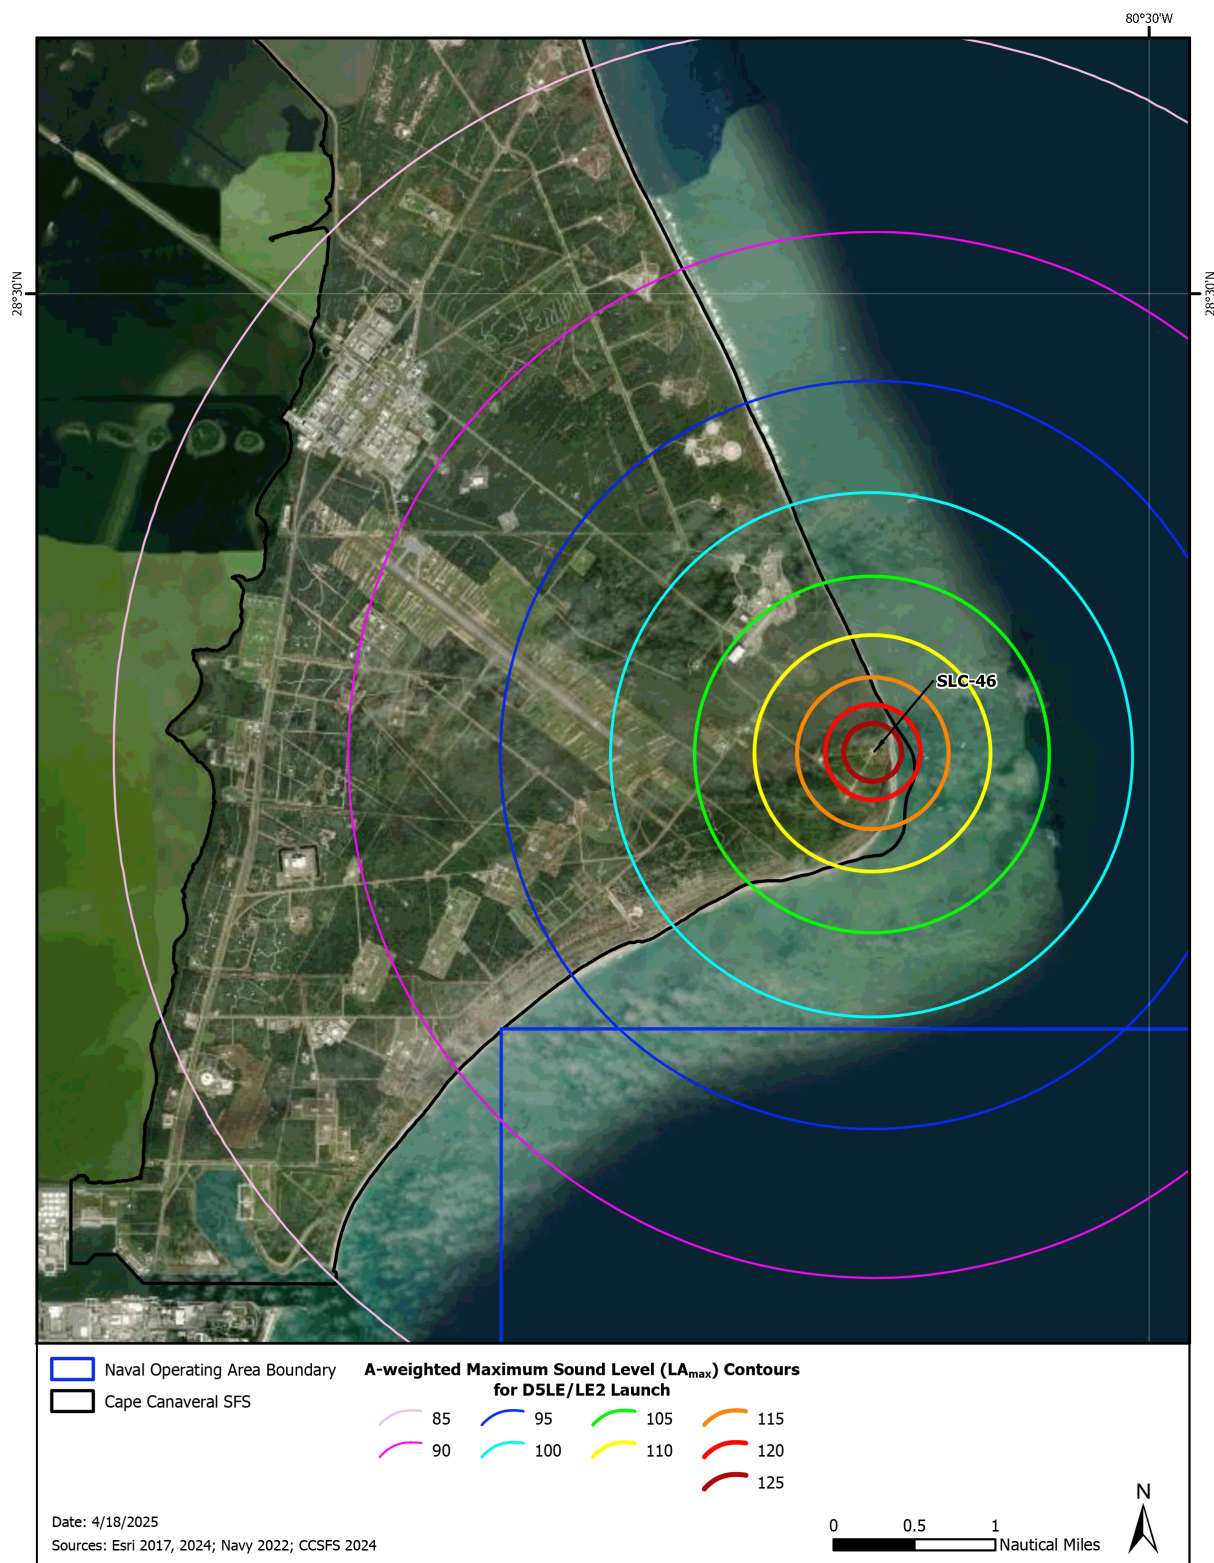 80°30'W
28°30'N
28°30'N
SLC-46
Naval Operating Area Boundary
Cape Canaveral SFS
A-weighted Maximum Sound Level (LAmax) Contours
for D5LE/LE2 Launch
85
95
105
115
90
100
110
120
125
Date: 4/18/2025
Sources: Esri 2017, 2024; Navy 2022; CCSFS 2024
0 0.5 1
Nautical Miles
N